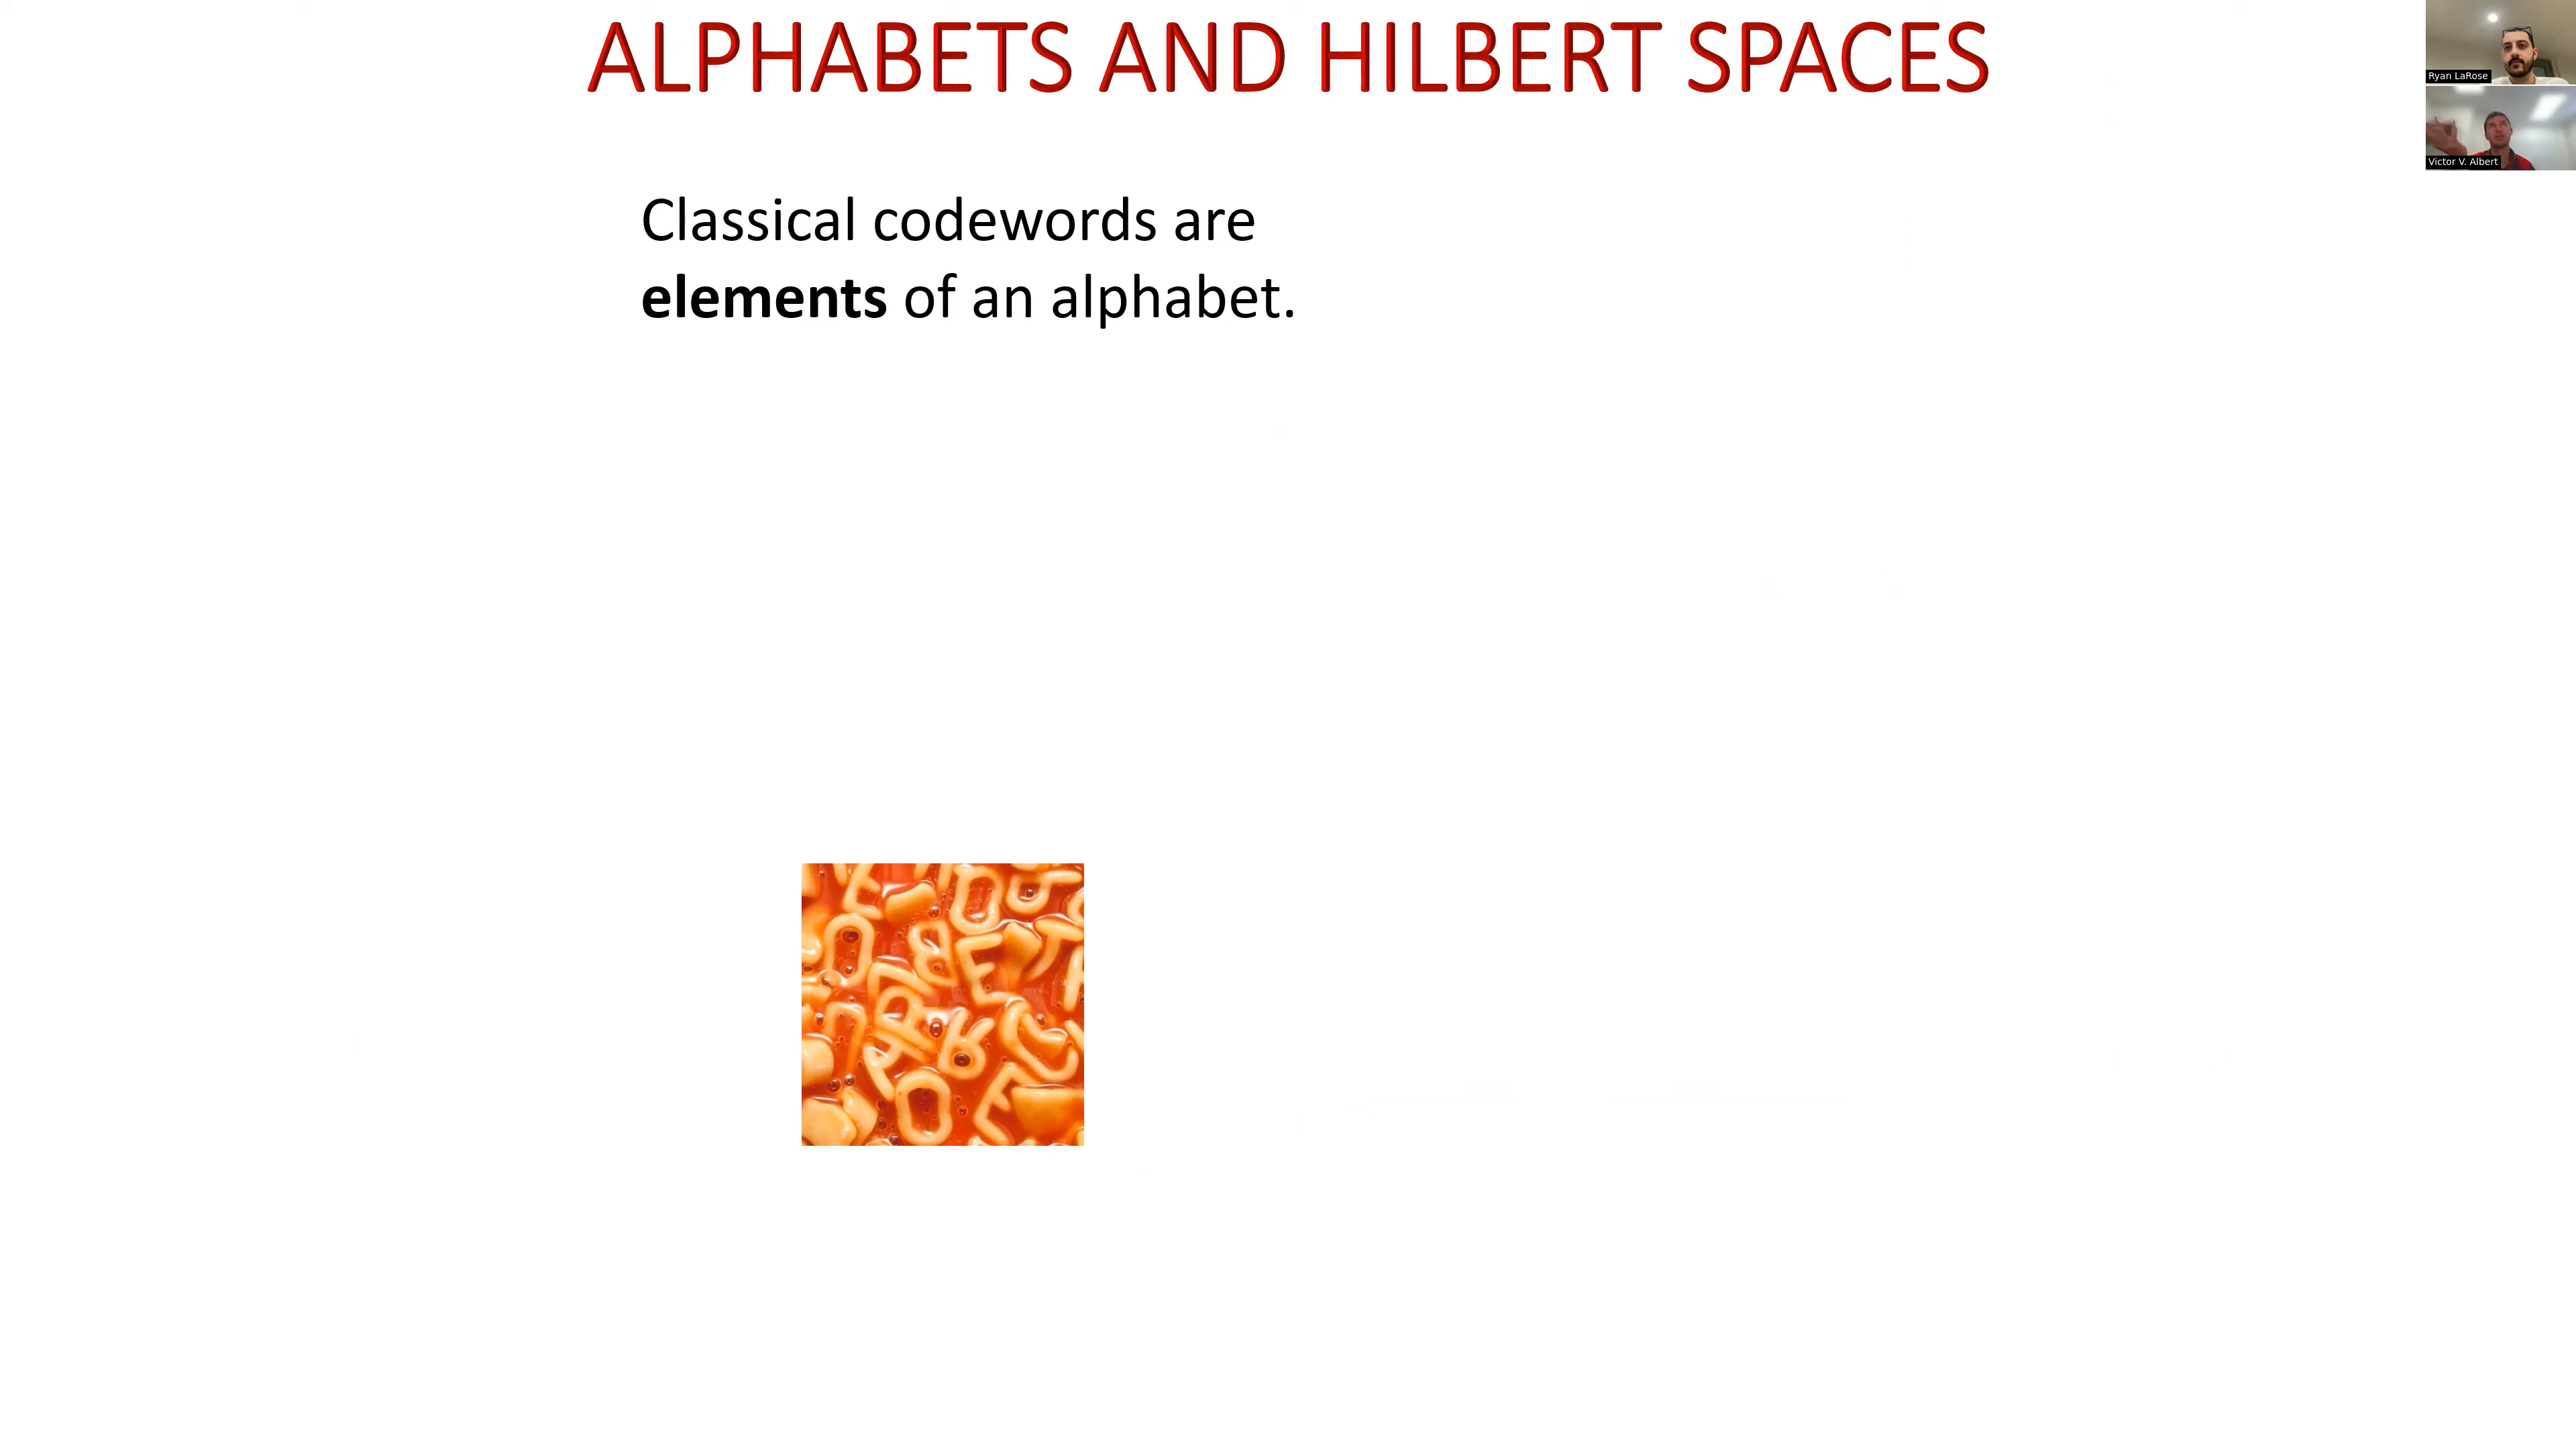 ALPHABETS AND HILBERT SPACES
Ryan LaRose
Victor V. Albert
Classical codewords are
elements of an alphabet.